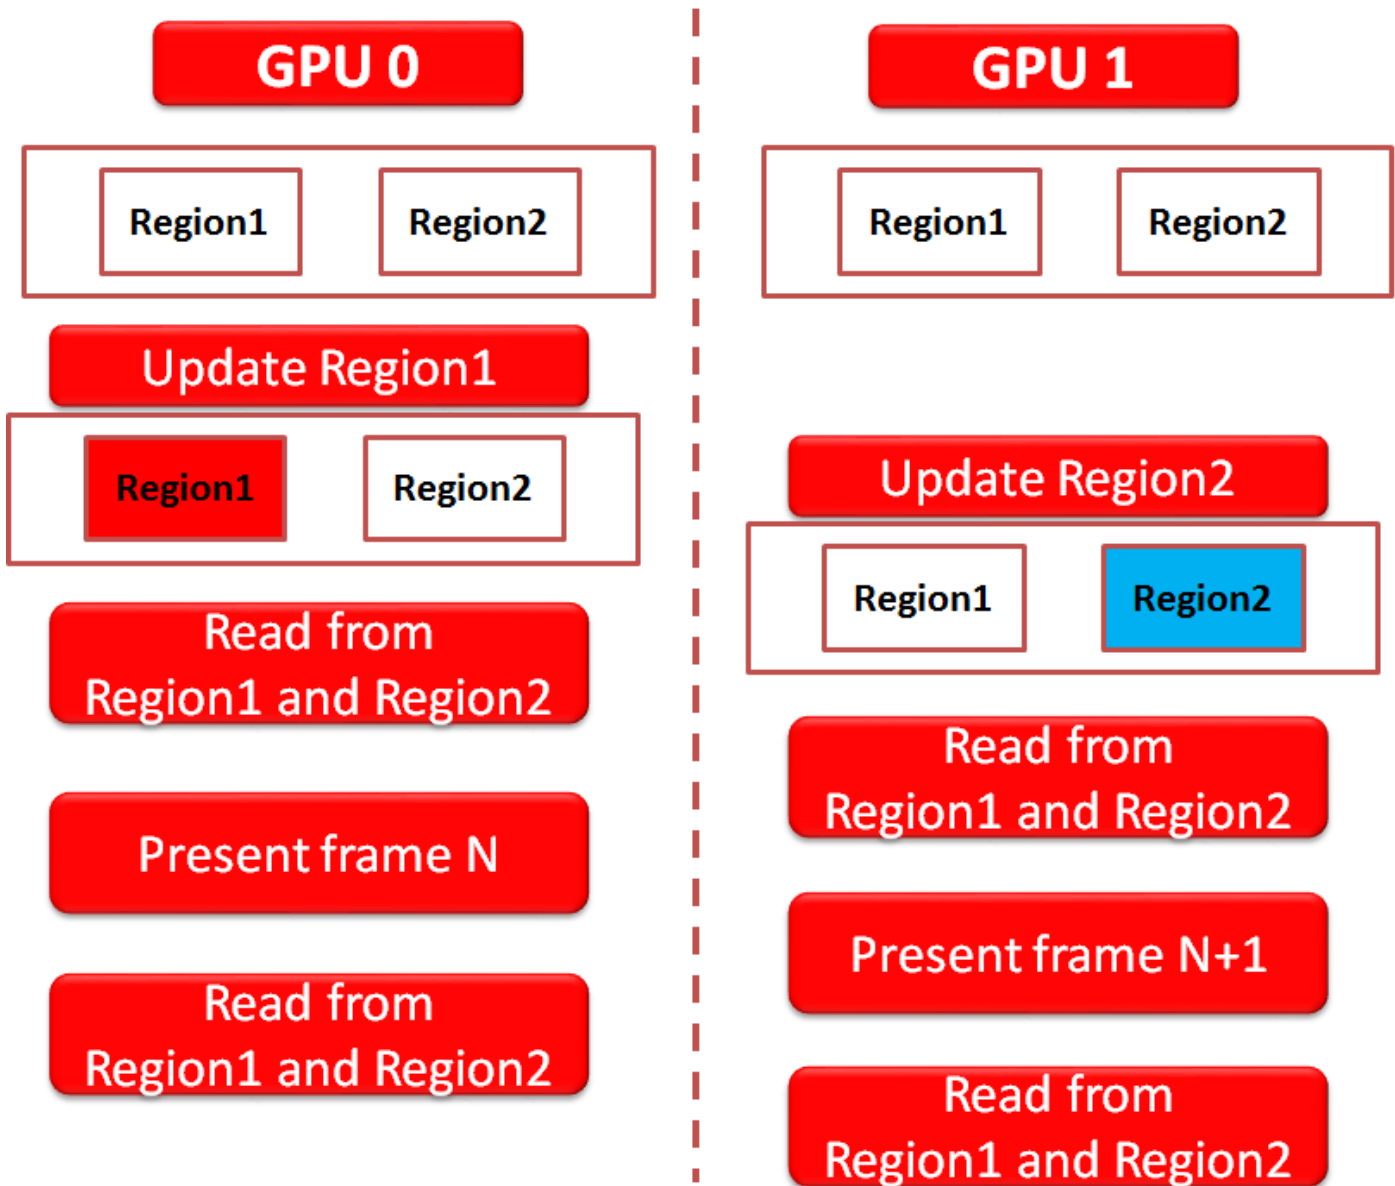 GPU 0
Region1 Region2
Update Region1
Region1 Region2
Read from
Region1 and Region2
Present frame N
Read from
Region1 and Region2
GPU 1
Region1 Region2
Update Region2
Region1 Region2
Read from
Region1 and Region2
Present frame N+1
Read from
Region1 and Region2